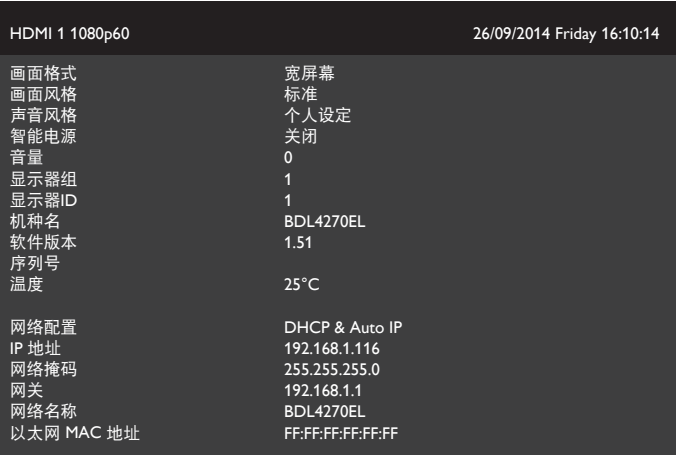 HDMI 1 1080p60 26/09/2014 Friday 16:10:14
画面格式 宽屏幕
画面风格 标准
声音风格 个人设定
智能电源 关闭
音量 0
显示器组 1
显示器ID 1
机种名 BDL4270EL
软件版本 1.51
序列号
温度 25°C
网络配置 DHCP & Auto IP
IP 地址 192.168.1.116
网络掩码 255.255.255.0
网关 192.168.1.1
网络名称 BDL4270EL
以太网 MAC 地址 FF:FF:FF:FF:FF:FF